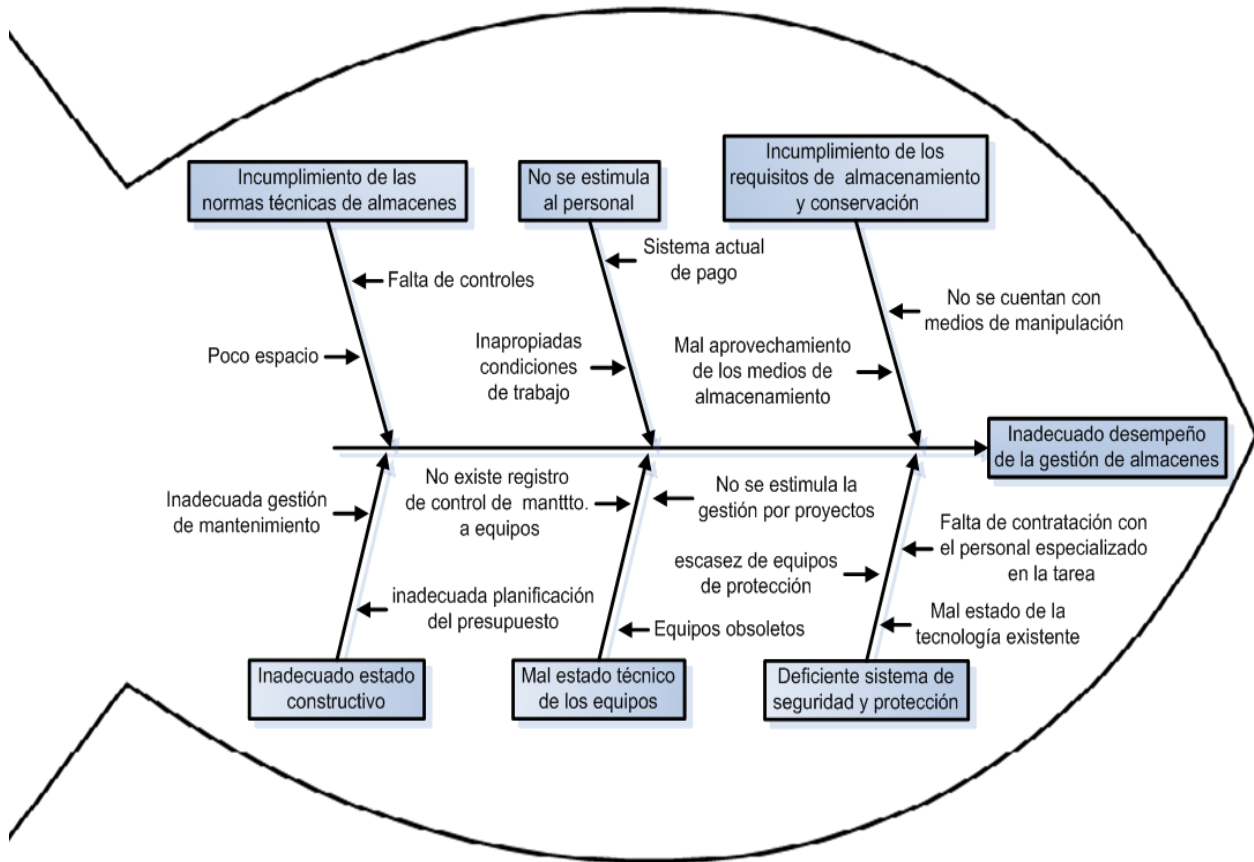 Incumplimiento de las
normas técnicas de almacenes
No se estimula
al personal
Incumplimiento de los
requisitos de almacenamiento
y conservación
Falta de controles
Poco espacio
Sistema actual
de pago
Inapropiadas
condiciones
de trabajo
No se cuentan con
medios de manipulación
Mal aprovechamiento
de los medios de
almacenamiento
Inadecuado desempeño
de la gestión de almacenes
Inadecuada gestión
de mantenimiento
inadecuada planificación
del presupuesto
No existe registro
de control de manttto.
a equipos
No se estimula la
gestión por proyectos
Equipos obsoletos
escasez de equipos
de protección
Falta de contratación con
el personal especializado
en la tarea
Mal estado de la
tecnología existente
Inadecuado estado
constructivo
Mal estado técnico
de los equipos
Deficiente sistema de
seguridad y protección